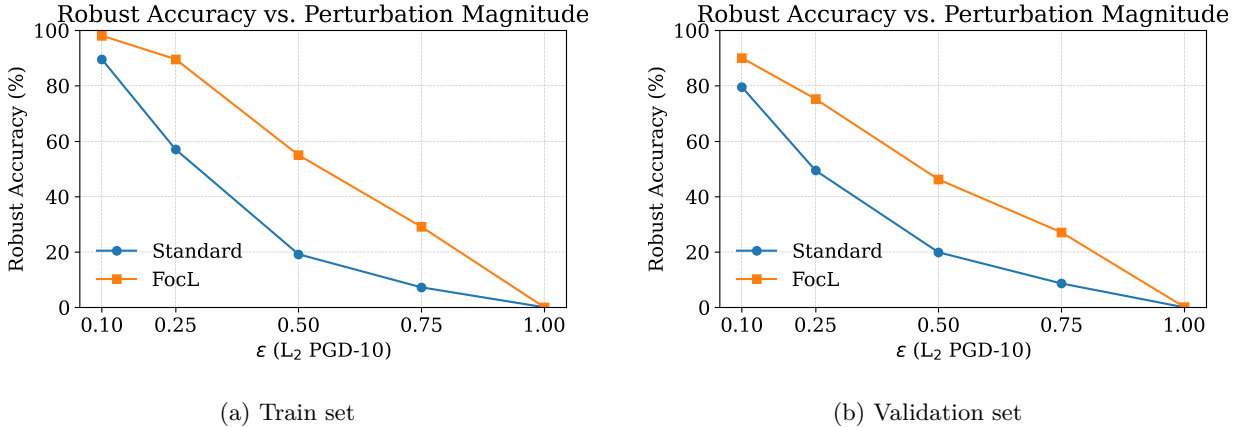 Robust Accuracy vs. Perturbation Magnitude
Robust Accuracy (%)
100
80
60
40
20
0
Standard
FocL
0.10 0.25 0.50 0.75 1.00
ε (L₂ PGD-10)
(a) Train set
Robust Accuracy vs. Perturbation Magnitude
Robust Accuracy (%)
100
80
60
40
20
0
Standard
FocL
0.10 0.25 0.50 0.75 1.00
ε (L₂ PGD-10)
(b) Validation set